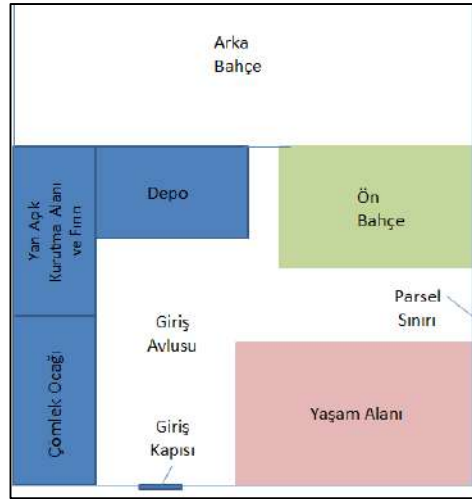 Arka
Bahçe
Yarı Açık
Kurutma Alanı
ve Fırın
Depo
Ön
Bahçe
Parsel
Sınırı
Giriş
Avlusu
Çömlek Ocağı
Yaşam Alanı
Giriş
Kapısı